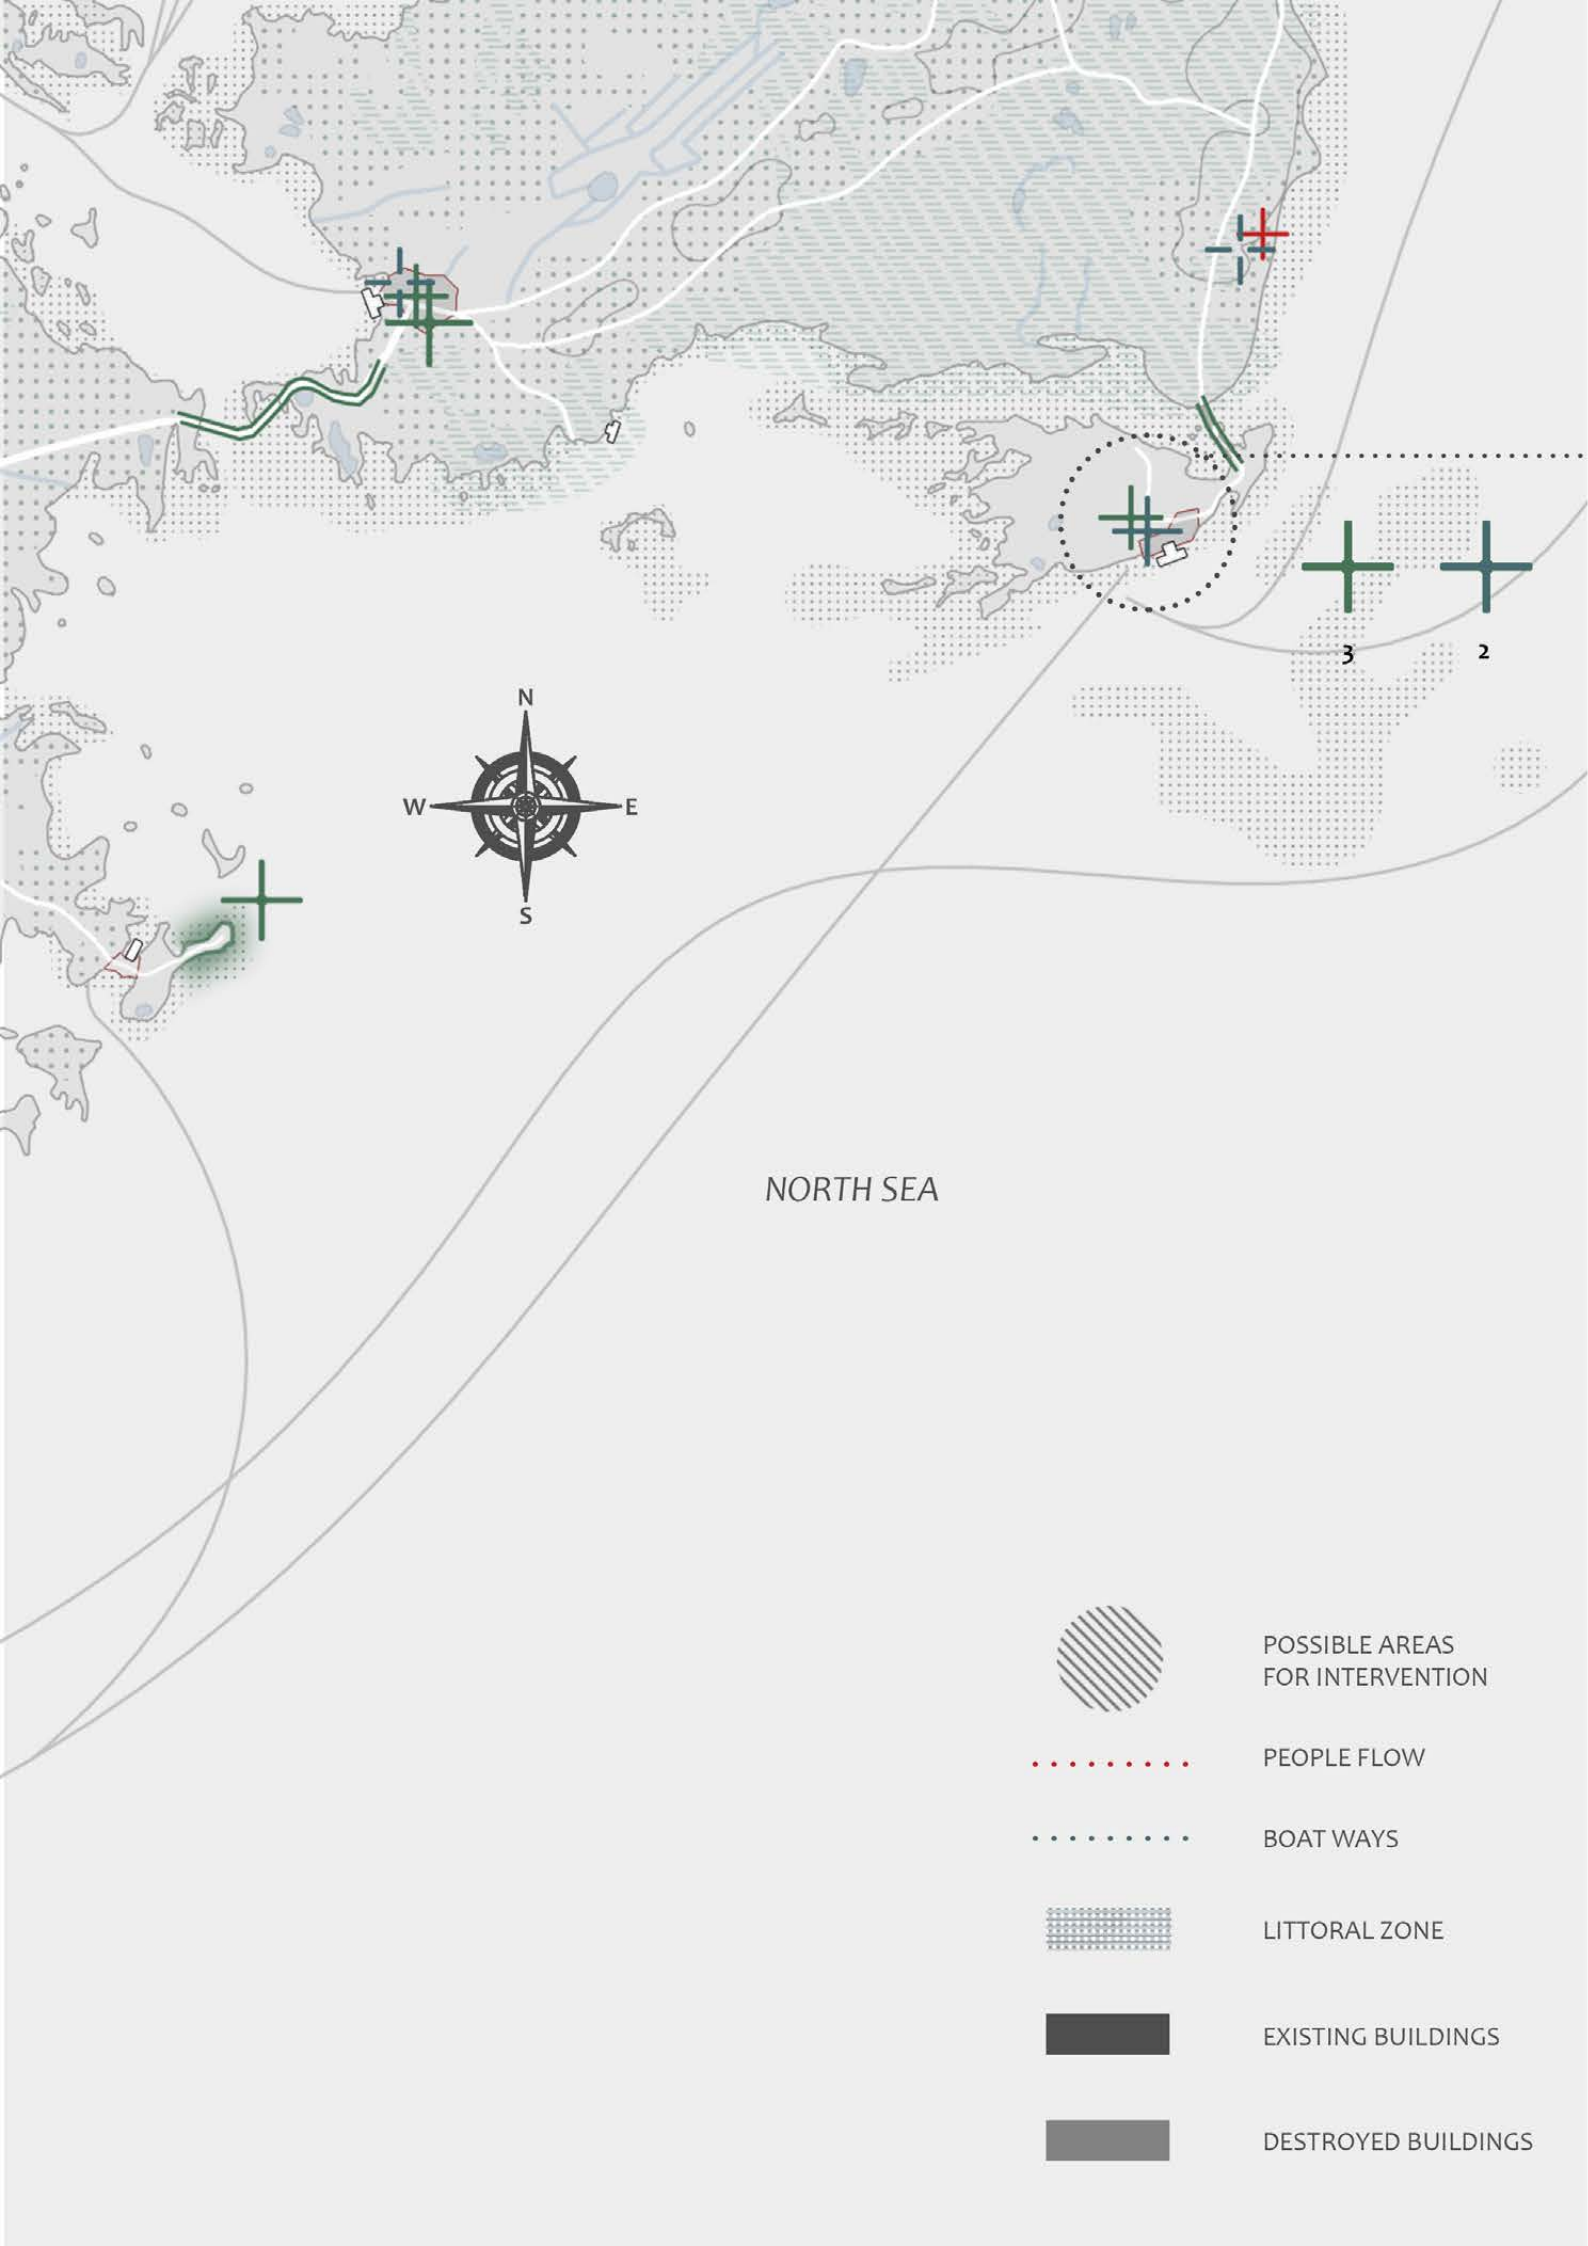 3
2
N
W
E
S
NORTH SEA
POSSIBLE AREAS
FOR INTERVENTION
PEOPLE FLOW
BOAT WAYS
LITTORAL ZONE
EXISTING BUILDINGS
DESTROYED BUILDINGS